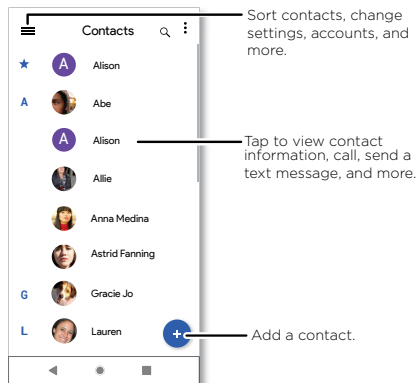 Contacts
Sort contacts, change
settings, accounts, and
more.
A
Alison
A
Abe
A
Alison
Tap to view contact
information, call, send a
text message, and more.
Allie
Anna Medina
Astrid Fanning
G
Gracie Jo
L
Lauren
+
Add a contact.